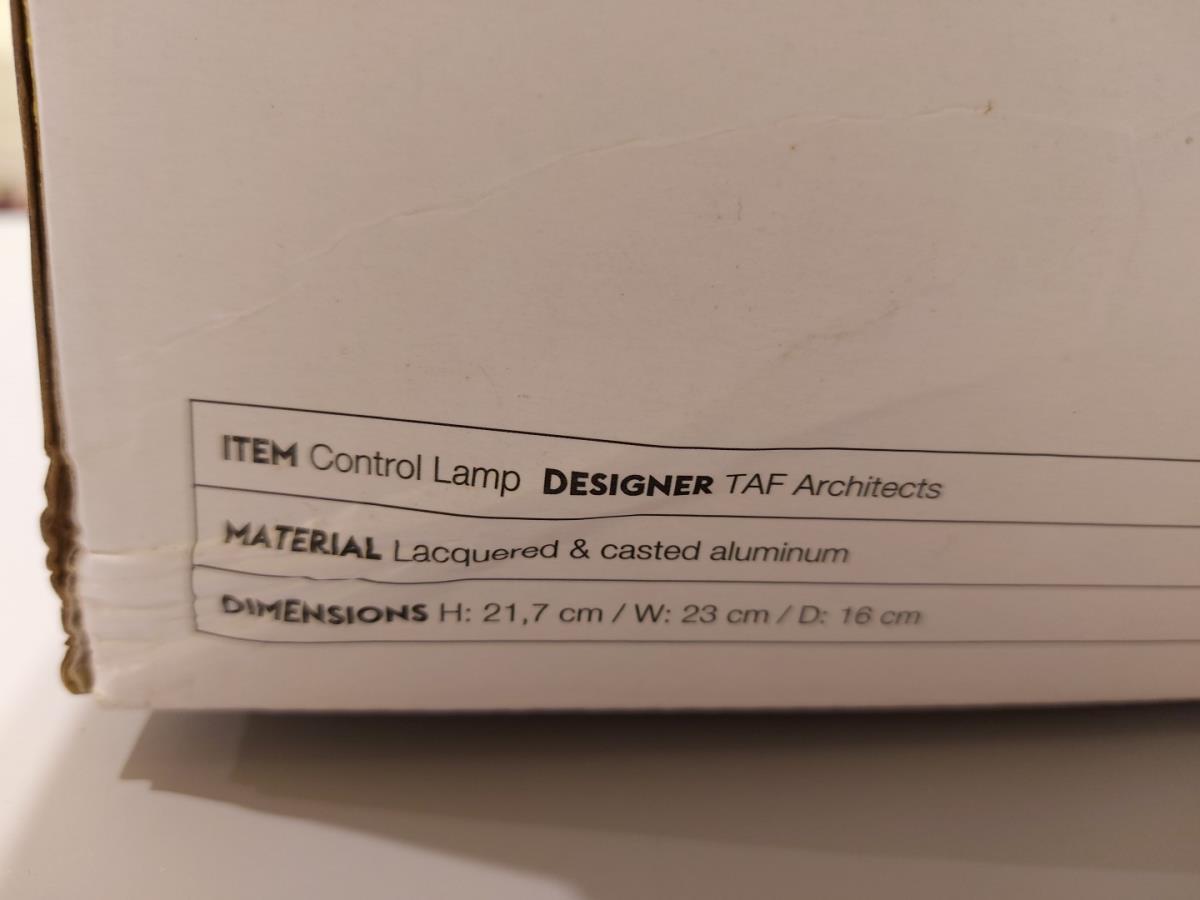 ITEM Control Lamp DESIGNER TAF Architects
MATERIAL Lacquered & casted aluminum
DIMENSIONS H: 21,7 cm / W: 23 cm / D: 16 cm